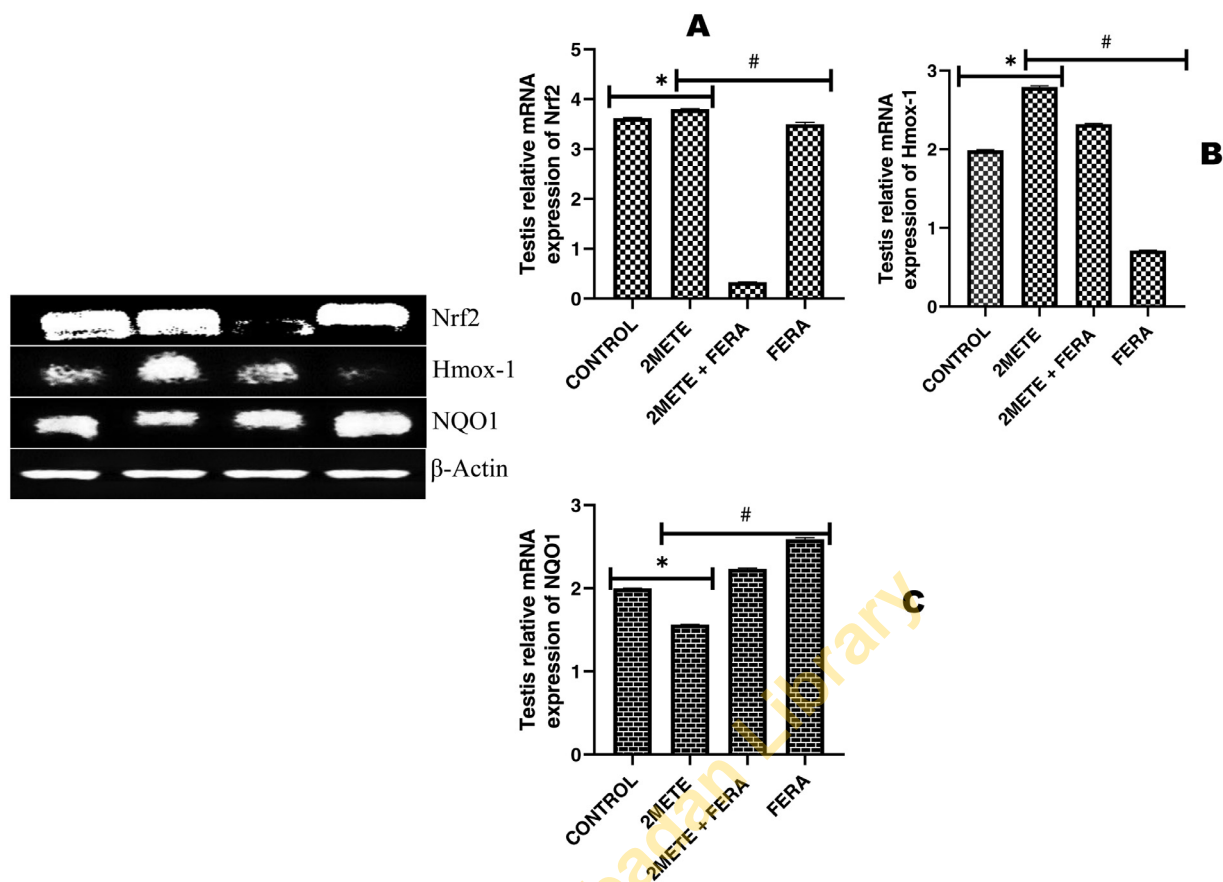 A
Testis relative mRNA
expression of Nrf2
5
4
3
2
1
0
*
#
CONTROL
2METE
2METE + FERA
FERA
B
Testis relative mRNA
expression of Hmox-1
3
2
1
0
*
#
CONTROL
2METE
2METE + FERA
FERA
Nrf2
Hmox-1
NQO1
β-Actin
C
Testis relative mRNA
expression of NQO1
3
2
1
0
*
#
CONTROL
2METE
2METE + FERA
FERA
adan Library